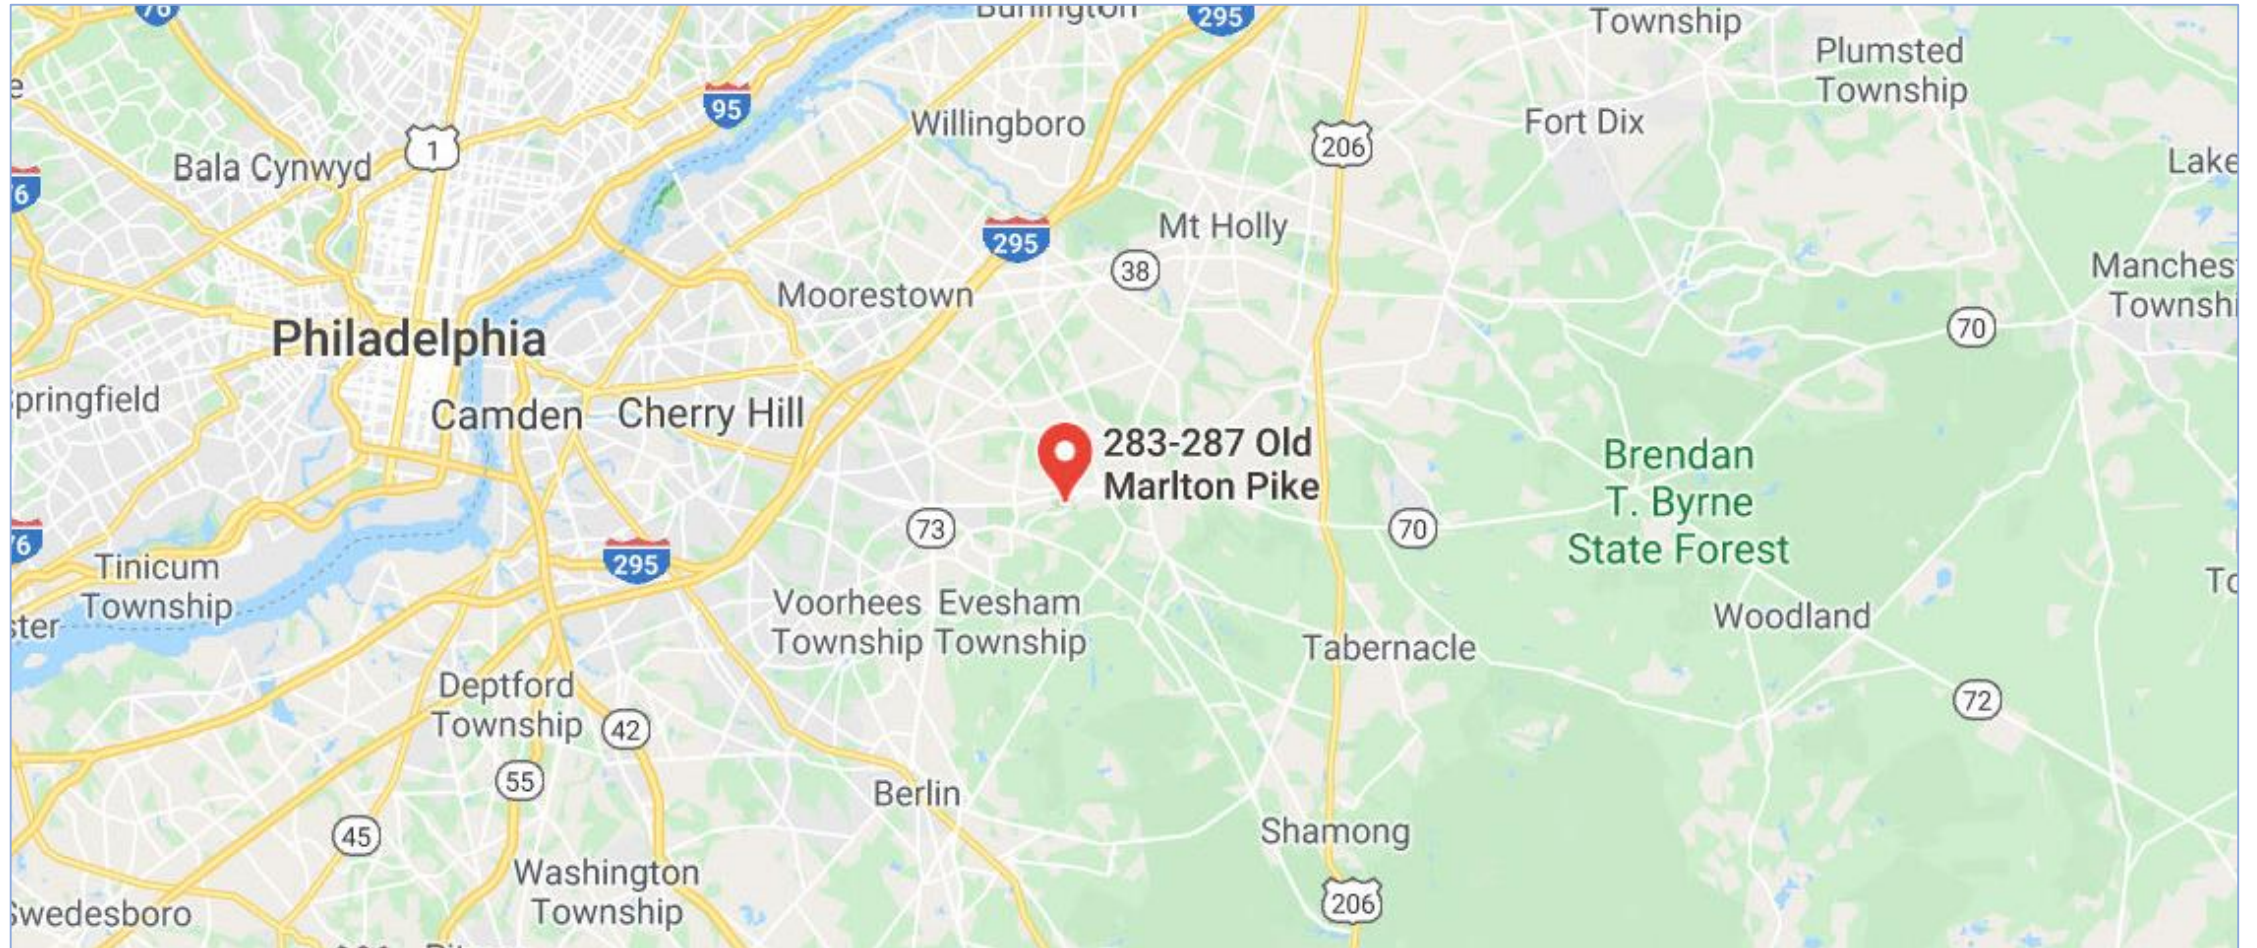 76
Burlington
295
Township
Plumsted
Township
95
Willingboro
Fort Dix
1
206
Bala Cynwyd
Lake
6
Mt Holly
295
38
Manches
Townshi
Moorestown
70
Philadelphia
pringfield
Camden
Cherry Hill
283-287 Old
Marlton Pike
Brendan
T. Byrne
State Forest
73
70
76
295
Tinicum
Township
ster
Voorhees
Township
Evesham
Township
Woodland
Tabernacle
Deptford
Township
42
72
55
Berlin
45
Shamong
Washington
Township
206
Swedesboro